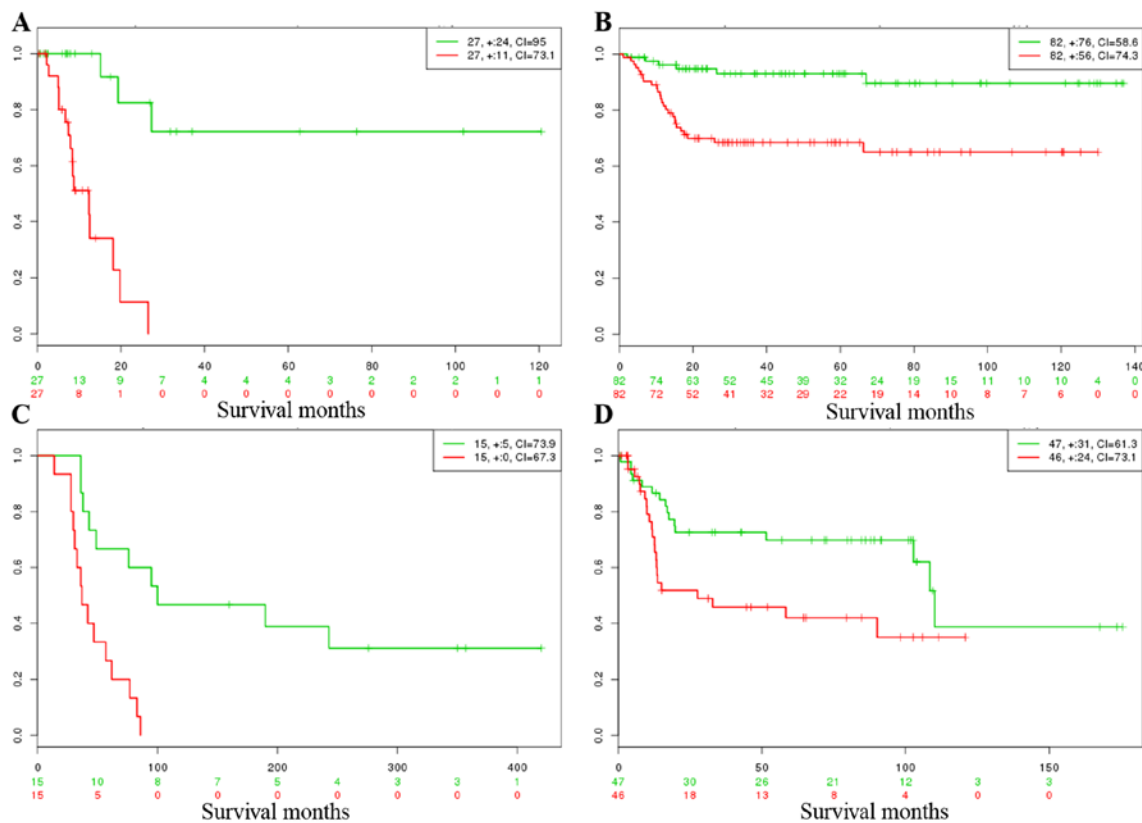 A
27, +:24, CI=95
27, +:11, CI=73.1
1.0
0.8
0.6
0.4
0.2
0.0
0 20 40 60 80 100 120
27 13 9 7 4 4 4 3 2 2 2 1 1
27 8 1 0 0 0 0 0 0 0 0 0 0
Survival months
B
82, +:76, CI=58.6
82, +:56, CI=74.3
1.0
0.8
0.6
0.4
0.2
0.0
0 20 40 60 80 100 120 140
82 74 63 52 45 39 32 24 19 15 11 10 10 4 0
82 72 52 41 32 29 22 19 14 10 8 7 6 0 0
Survival months
C
15, +:5, CI=73.9
15, +:0, CI=67.3
1.0
0.8
0.6
0.4
0.2
0.0
0 100 200 300 400
15 10 8 7 5 4 3 3 1
15 5 0 0 0 0 0 0 0
Survival months
D
47, +:31, CI=61.3
46, +:24, CI=73.1
1.0
0.8
0.6
0.4
0.2
0.0
0 50 100 150
47 30 26 21 12 3 3
46 18 13 8 4 0 0
Survival months